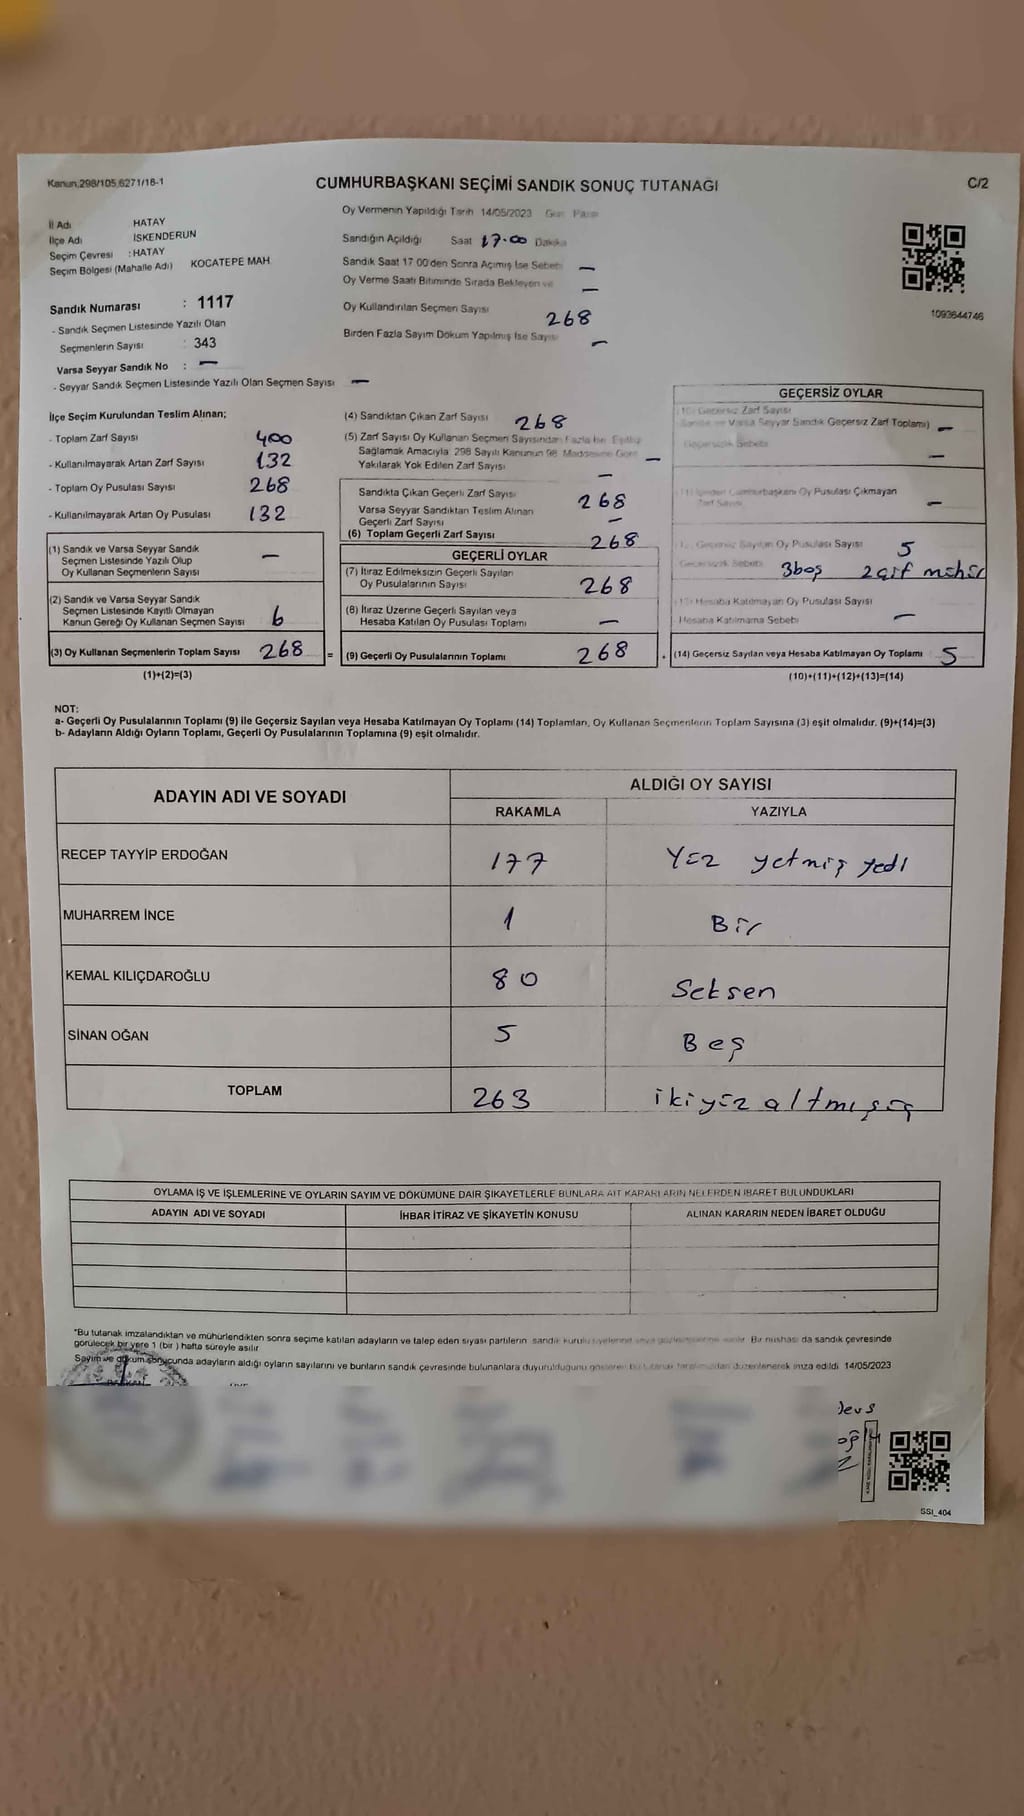 Kanun;298/105,6271/16-1
CUMHURBAŞKANI SEÇİMİ SANDIK SONUÇ TUTANAĞI
C/2
İl Adı HATAY
İlçe Adı İSKENDERUN
Seçim Çevresi : HATAY
Seçim Bölgesi (Mahalle Adı) KOCATEPE MAH.
Sandık Numarası : 1117
- Sandık Seçmen Listesinde Yazılı Olan
Seçmenlerin Sayısı : 343
Varsa Seyyar Sandık No : —
- Seyyar Sandık Seçmen Listesinde Yazılı Olan Seçmen Sayısı —
Oy Vermenin Yapıldığı Tarih 14/05/2023 Gün Pazar
Sandığın Açıldığı Saat 17.00 Dakika
Sandık Saat 17.00'den Sonra Açılmış İse Sebebi —
Oy Verme Saati Bitiminde Sırada Bekleyen ve —
Oy Kullandırılan Seçmen Sayısı 268
Birden Fazla Sayım Döküm Yapılmış İse Sayısı —
1093644746
İlçe Seçim Kurulundan Teslim Alınan;
- Toplam Zarf Sayısı 400
- Kullanılmayarak Artan Zarf Sayısı 132
- Toplam Oy Pusulası Sayısı 268
- Kullanılmayarak Artan Oy Pusulası 132
(1) Sandık ve Varsa Seyyar Sandık
Seçmen Listesinde Yazılı Olup
Oy Kullanan Seçmenlerin Sayısı —
(2) Sandık ve Varsa Seyyar Sandık
Seçmen Listesinde Kayıtlı Olmayan
Kanun Gereği Oy Kullanan Seçmen Sayısı 6
(3) Oy Kullanan Seçmenlerin Toplam Sayısı 268 =
(1)+(2)=(3)
(4) Sandıktan Çıkan Zarf Sayısı 268
(5) Zarf Sayısı Oy Kullanan Seçmen Sayısından Fazla İse, Eşitliği
Sağlamak Amacıyla 298 Sayılı Kanunun 98. Maddesine Göre —
Yakılarak Yok Edilen Zarf Sayısı —
Sandıkta Çıkan Geçerli Zarf Sayısı 268
Varsa Seyyar Sandıktan Teslim Alınan
Geçerli Zarf Sayısı —
(6) Toplam Geçerli Zarf Sayısı 268
GEÇERLİ OYLAR
(7) İtiraz Edilmeksizin Geçerli Sayılan
Oy Pusulalarının Sayısı 268
(8) İtiraz Üzerine Geçerli Sayılan veya
Hesaba Katılan Oy Pusulası Toplamı —
(9) Geçerli Oy Pusulalarının Toplamı 268
GEÇERSİZ OYLAR
(10) Geçersiz Zarf Sayısı
(Sandık ve Varsa Seyyar Sandık Geçersiz Zarf Toplamı) —
Geçersizlik Sebebi —
(11) İçinden Cumhurbaşkanı Oy Pusulası Çıkmayan
Zarf Sayısı —
(12) Geçersiz Sayılan Oy Pusulası Sayısı 5
Geçersizlik Sebebi 3boş 2çift mühür
(13) Hesaba Katılmayan Oy Pusulası Sayısı
Hesaba Katılmama Sebebi —
(14) Geçersiz Sayılan veya Hesaba Katılmayan Oy Toplamı 5
(10)+(11)+(12)+(13)=(14)
NOT:
a- Geçerli Oy Pusulalarının Toplamı (9) ile Geçersiz Sayılan veya Hesaba Katılmayan Oy Toplamı (14) Toplamları, Oy Kullanan Seçmenlerin Toplam Sayısına (3) eşit olmalıdır. (9)+(14)=(3)
b- Adayların Aldığı Oyların Toplamı, Geçerli Oy Pusulalarının Toplamına (9) eşit olmalıdır.
ADAYIN ADI VE SOYADI
ALDIĞI OY SAYISI
RAKAMLA YAZIYLA
RECEP TAYYİP ERDOĞAN 177 Yüz yetmiş yedi
MUHARREM İNCE 1 Bir
KEMAL KILIÇDAROĞLU 80 Seksen
SİNAN OĞAN 5 Beş
TOPLAM 263 ikiyüz altmışüç
OYLAMA İŞ VE İŞLEMLERİNE VE OYLARIN SAYIM VE DÖKÜMÜNE DAİR ŞİKAYETLERLE BUNLARA AİT KARARLARIN NELERDEN İBARET BULUNDUKLARI
ADAYIN ADI VE SOYADI İHBAR İTİRAZ VE ŞİKAYETİN KONUSU ALINAN KARARIN NEDEN İBARET OLDUĞU
*Bu tutanak imzalandıktan ve mühürlendikten sonra seçime katılan adayların ve talep eden siyasi partilerin sandık kurulu üyelerine veya gözlemcilerine verilir. Bir nüshası da sandık çevresinde
görülecek bir yere 1 (bir ) hafta süreyle asılır
Sayım ve döküm sonucunda adayların aldığı oyların sayılarını ve bunların sandık çevresinde bulunanlara duyurulduğunu gösteren bu tutanak tarafımızdan düzenlenerek imza edildi 14/05/2023
BAŞKAN
SSI_404